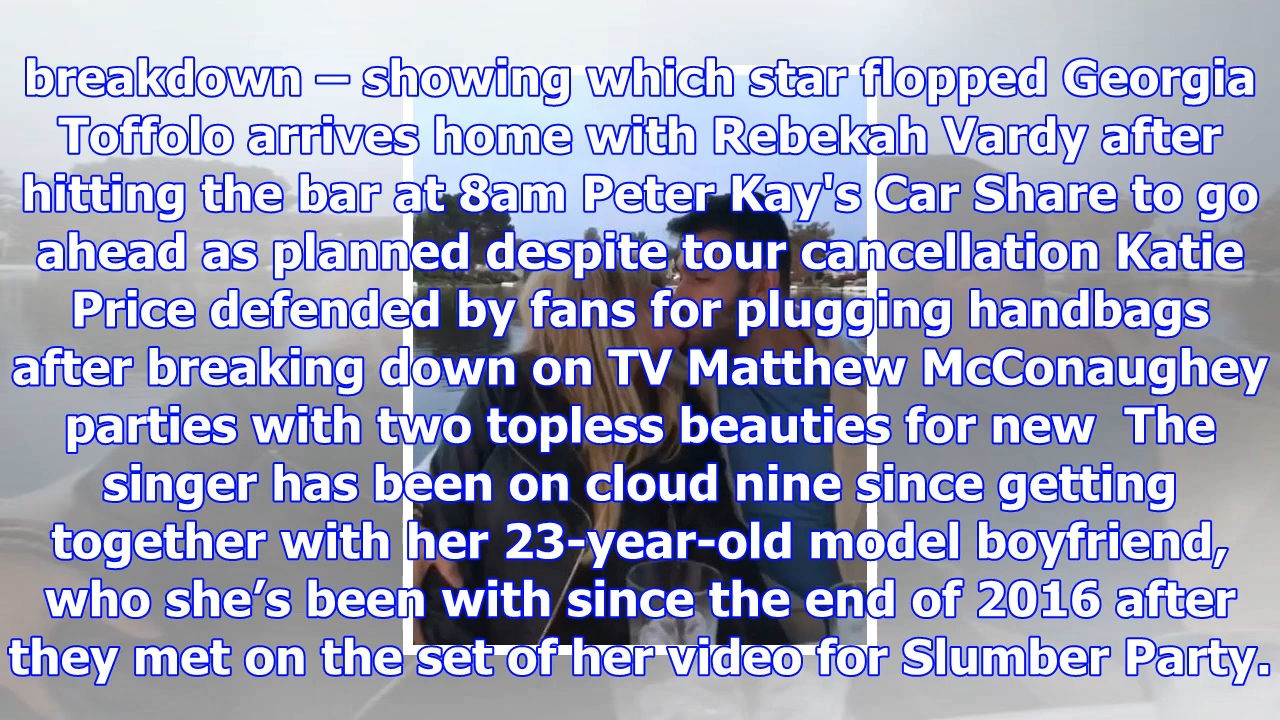 breakdown – showing which star flopped Georgia
Toffolo arrives home with Rebekah Vardy after
hitting the bar at 8am Peter Kay's Car Share to go
ahead as planned despite tour cancellation Katie
Price defended by fans for plugging handbags
after breaking down on TV Matthew McConaughey
parties with two topless beauties for new  The
singer has been on cloud nine since getting
together with her 23-year-old model boyfriend,
who she’s been with since the end of 2016 after
they met on the set of her video for Slumber Party.